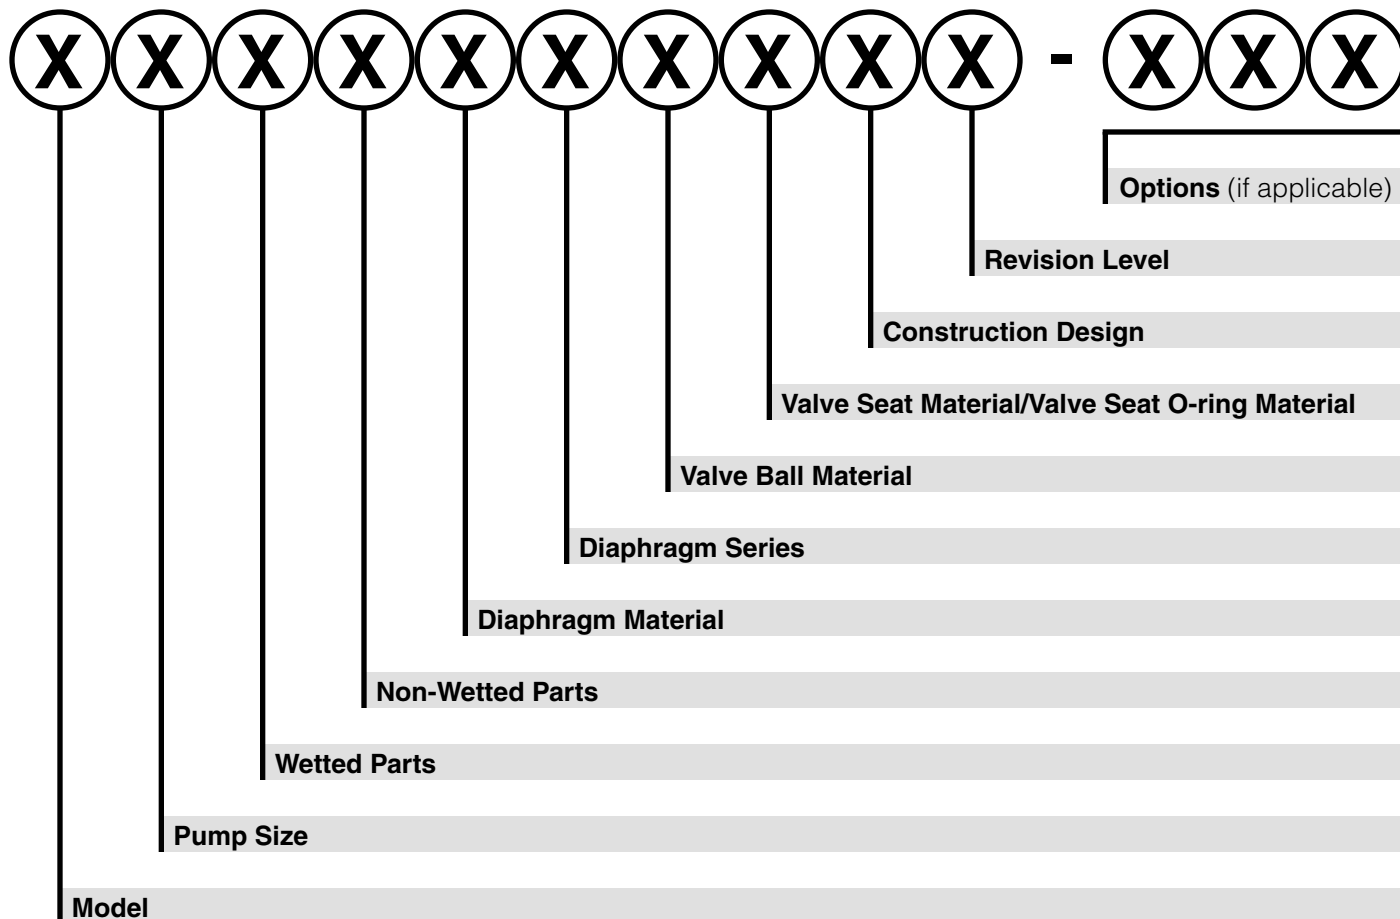 X X X X X X X X X X - X X X
Options (if applicable)
Revision Level
Construction Design
Valve Seat Material/Valve Seat O-ring Material
Valve Ball Material
Diaphragm Series
Diaphragm Material
Non-Wetted Parts
Wetted Parts
Pump Size
Model